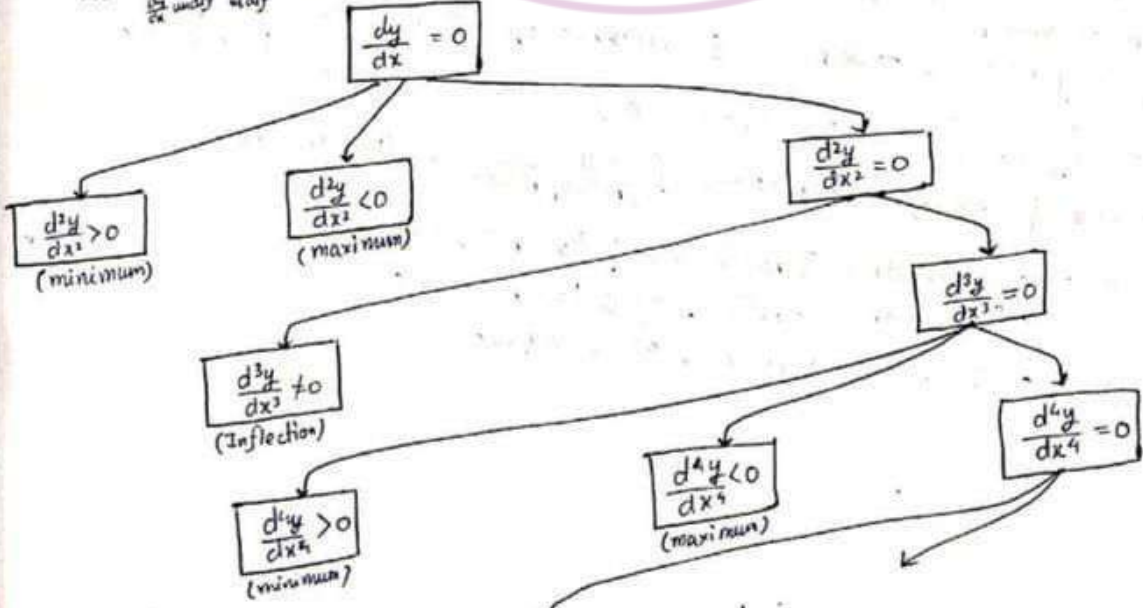 dy/dx = 0
d²y/dx² > 0
(minimum)
d²y/dx² < 0
(maximum)
d²y/dx² = 0
d³y/dx³ = 0
d³y/dx³ ≠ 0
(Inflection)
d⁴y/dx⁴ > 0
(minimum)
d⁴y/dx⁴ < 0
(maximum)
d⁴y/dx⁴ = 0